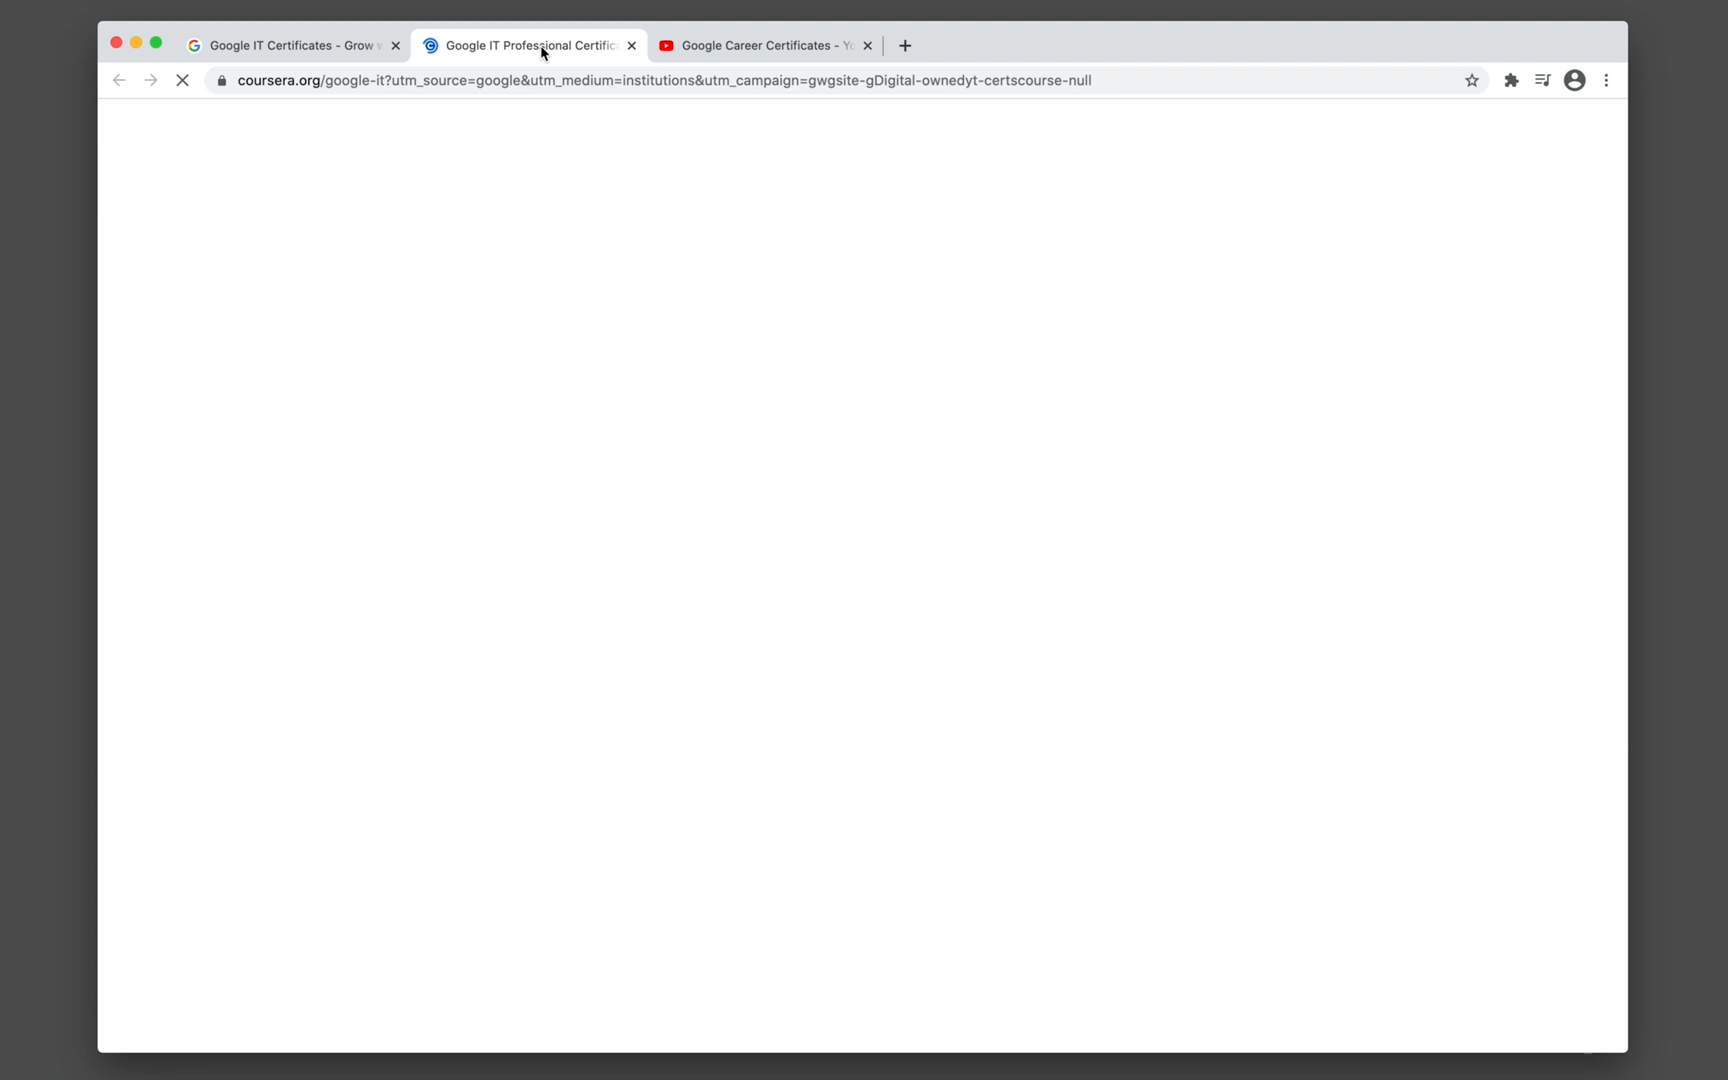 Google IT Certificates - Grow
Google IT Professional Certific
Google Career Certificates -
coursera.org/google-it?utm_source=google&utm_medium=institutions&utm_campaign=gwgsite-gDigital-ownedyt-certscourse-null